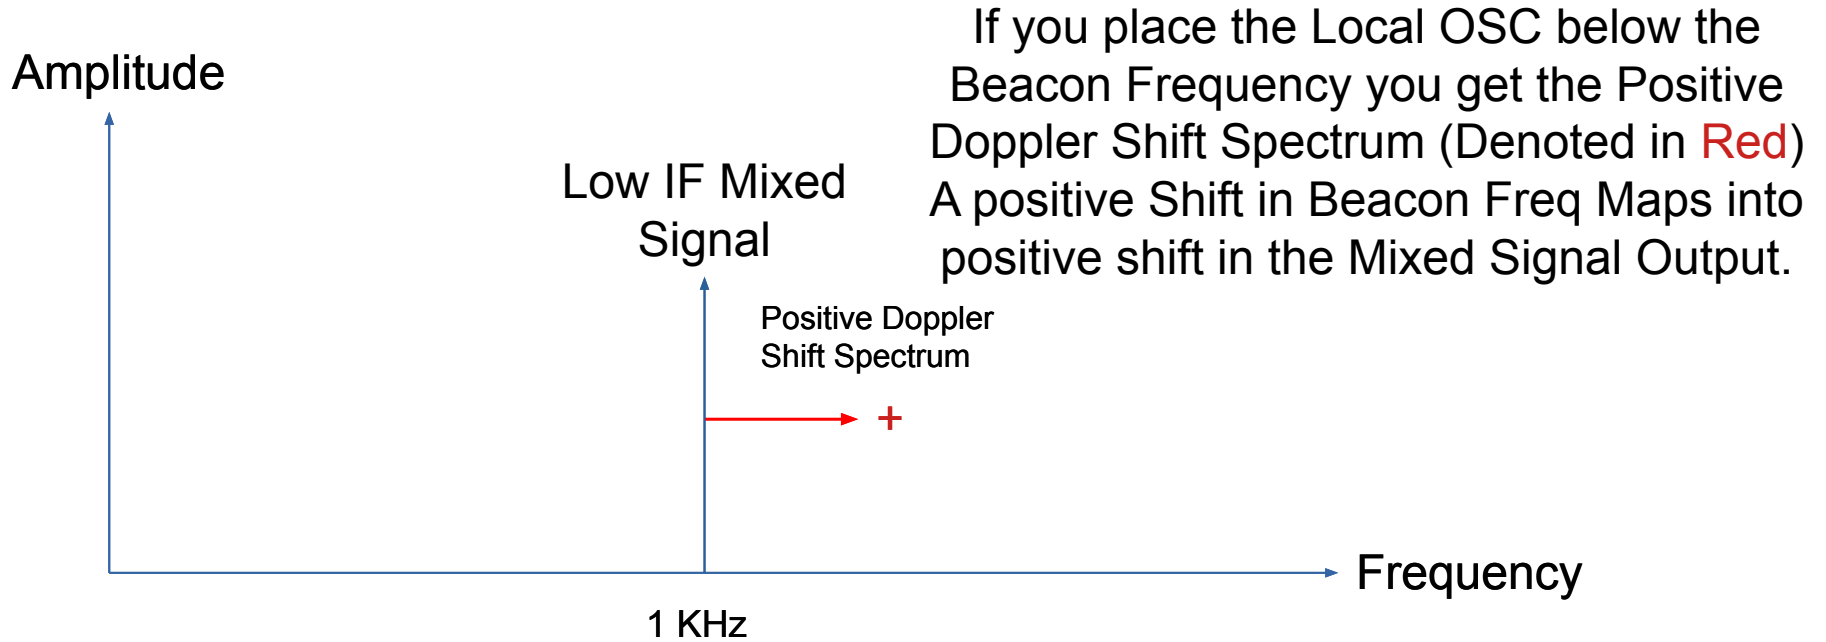 If you place the Local OSC below the
Beacon Frequency you get the Positive
Doppler Shift Spectrum (Denoted in Red)
A positive Shift in Beacon Freq Maps into
positive shift in the Mixed Signal Output.
Amplitude
Low IF Mixed
Signal
Positive Doppler
Shift Spectrum
+
Frequency
1 KHz